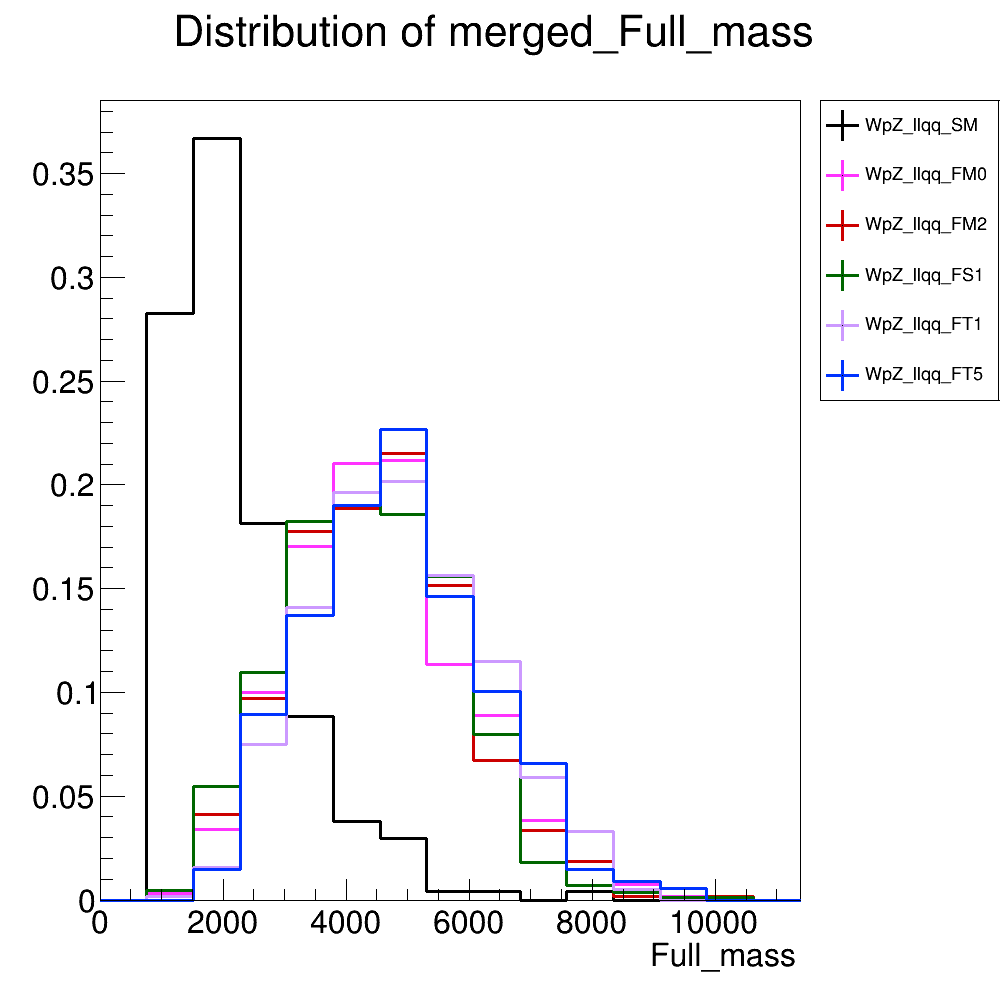 Distribution of merged_Full_mass
0.35
0.3
0.25
0.2
0.15
0.1
0.05
0
0 2000 4000 6000 8000 10000
Full_mass
WpZ_llqq_SM
WpZ_llqq_FM0
WpZ_llqq_FM2
WpZ_llqq_FS1
WpZ_llqq_FT1
WpZ_llqq_FT5